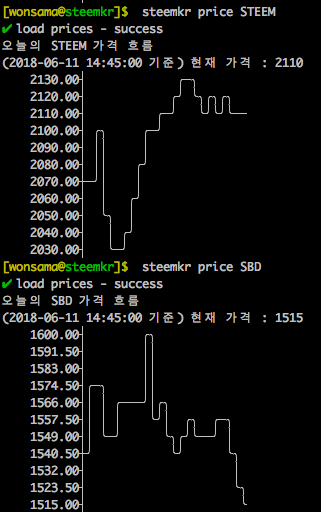 [wonsama@steemkr]$ steemkr price STEEM
✔ load prices - success
오늘의 STEEM 가격 흐름
(2018-06-11 14:45:00 기준) 현재 가격 : 2110
2130.00
2120.00
2110.00
2100.00
2090.00
2080.00
2070.00
2060.00
2050.00
2040.00
2030.00
[wonsama@steemkr]$ steemkr price SBD
✔ load prices - success
오늘의 SBD 가격 흐름
(2018-06-11 14:45:00 기준) 현재 가격 : 1515
1600.00
1591.50
1583.00
1574.50
1566.00
1557.50
1549.00
1540.50
1532.00
1523.50
1515.00